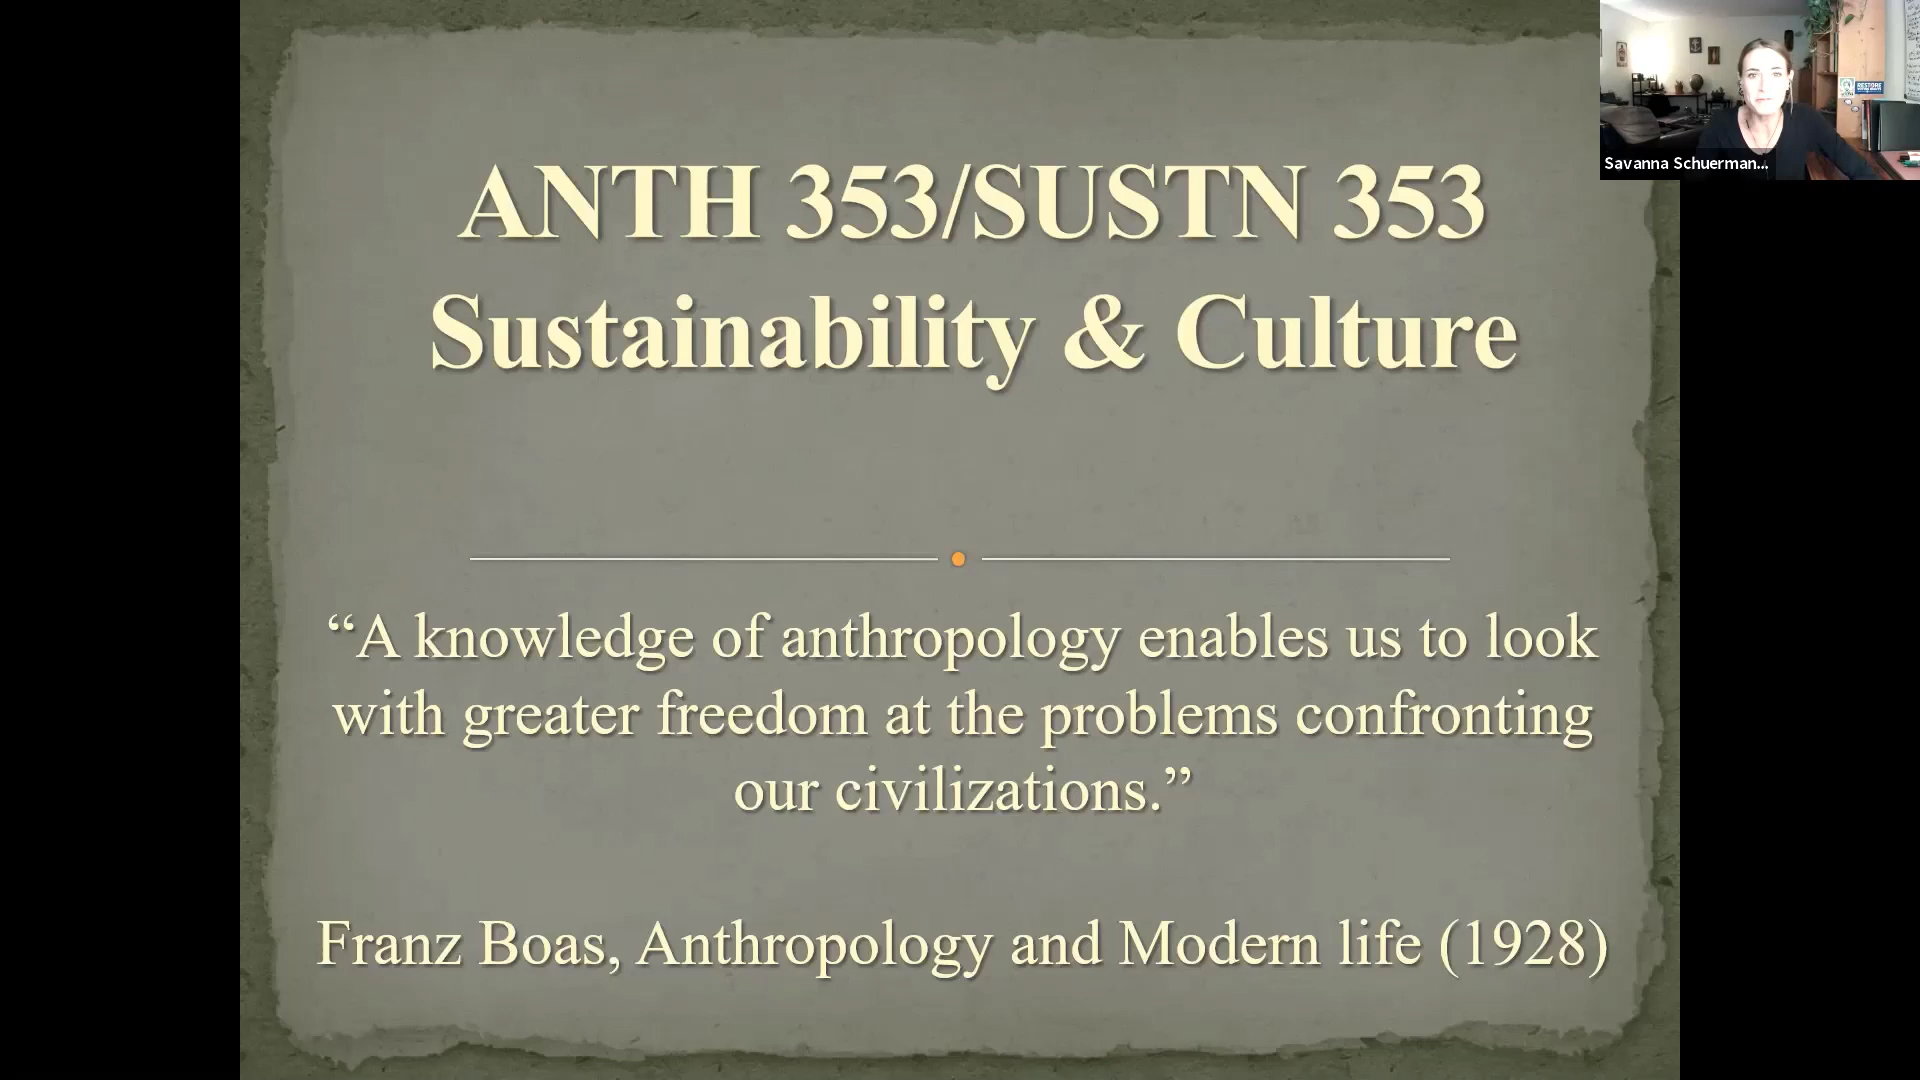 ANTH 353/SUSTN 353
Sustainability & Culture
“A knowledge of anthropology enables us to look
with greater freedom at the problems confronting
our civilizations.”
Franz Boas, Anthropology and Modern life (1928)
Savanna Schuerman...
RESTORE